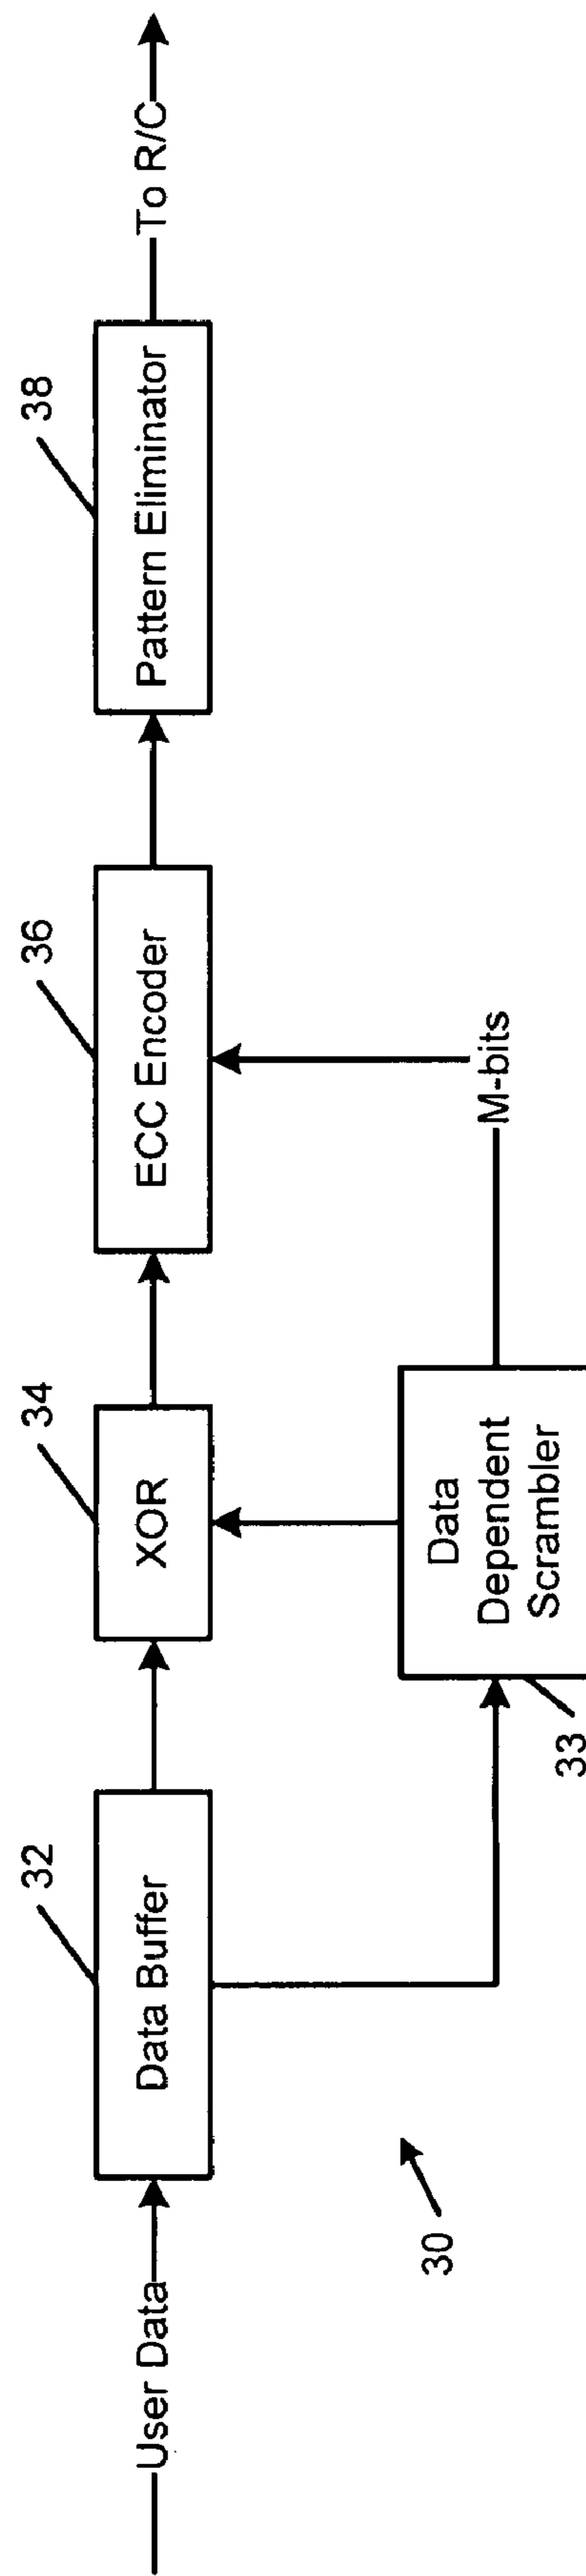 User Data
32
Data Buffer
34
XOR
36
ECC Encoder
38
Pattern Eliminator
To R/C
30
33
Data
Dependent
Scrambler
M-bits